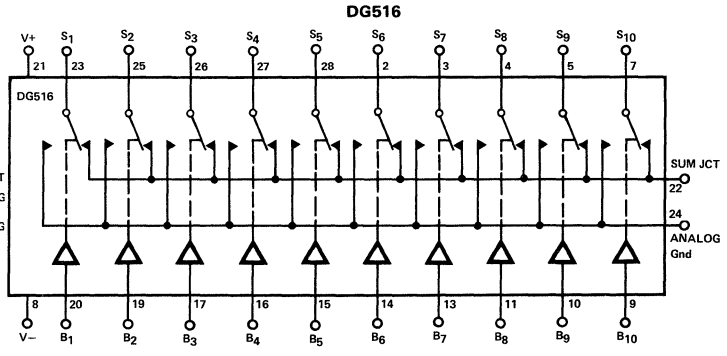 DG516
V+ S1 S2 S3 S4 S5 S6 S7 S8 S9 S10
21 23 25 26 27 28 2 3 4 5 7
DG516
T
G
G
SUM JCT
22
24
ANALOG
Gnd
8 20 19 17 16 15 14 13 11 10 9
V− B1 B2 B3 B4 B5 B6 B7 B8 B9 B10